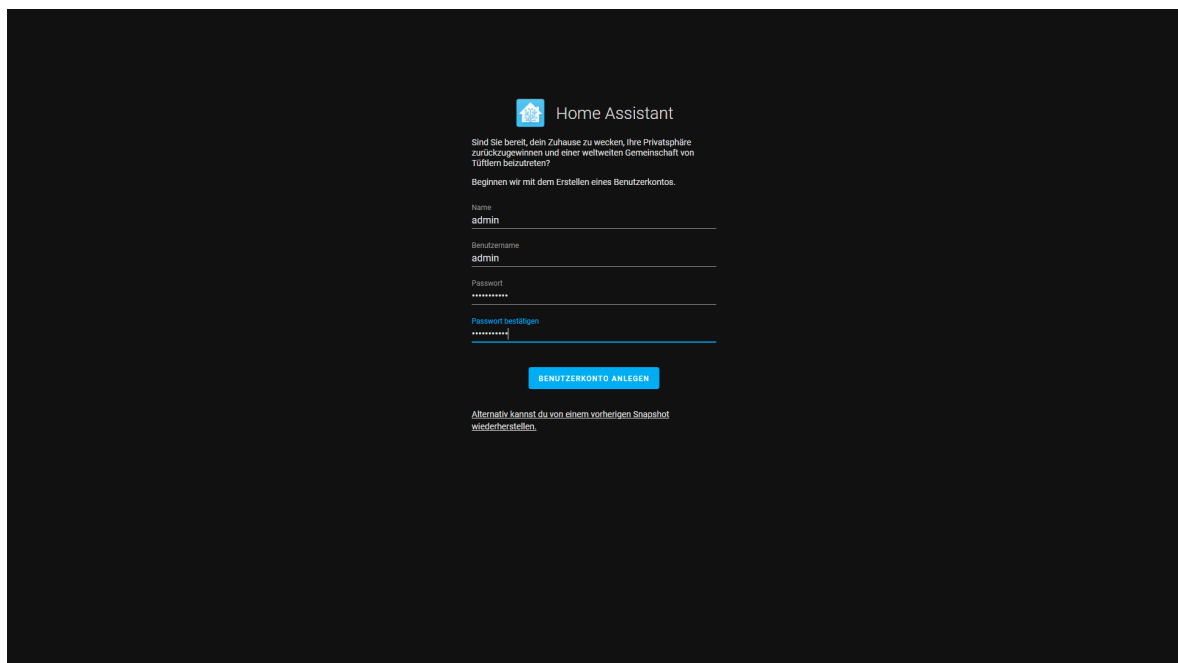 Home Assistant
Sind Sie bereit, dein Zuhause zu wecken, Ihre Privatsphäre
zurückzugewinnen und einer weltweiten Gemeinschaft von
Tüftlern beizutreten?
Beginnen wir mit dem Erstellen eines Benutzerkontos.
Name
admin
Benutzername
admin
Passwort
•••••••••••
Passwort bestätigen
•••••••••••
BENUTZERKONTO ANLEGEN
Alternativ kannst du von einem vorherigen Snapshot
wiederherstellen.